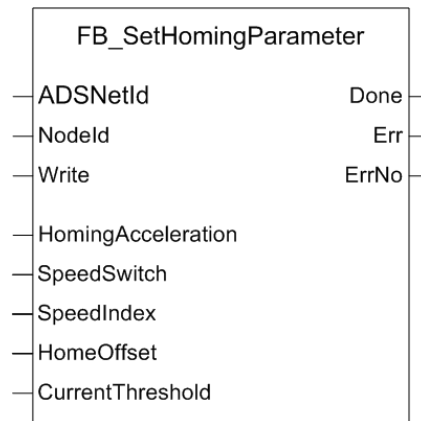 FB_SetHomingParameter
ADSNetId Done
NodeId Err
Write ErrNo
HomingAcceleration
SpeedSwitch
SpeedIndex
HomeOffset
CurrentThreshold